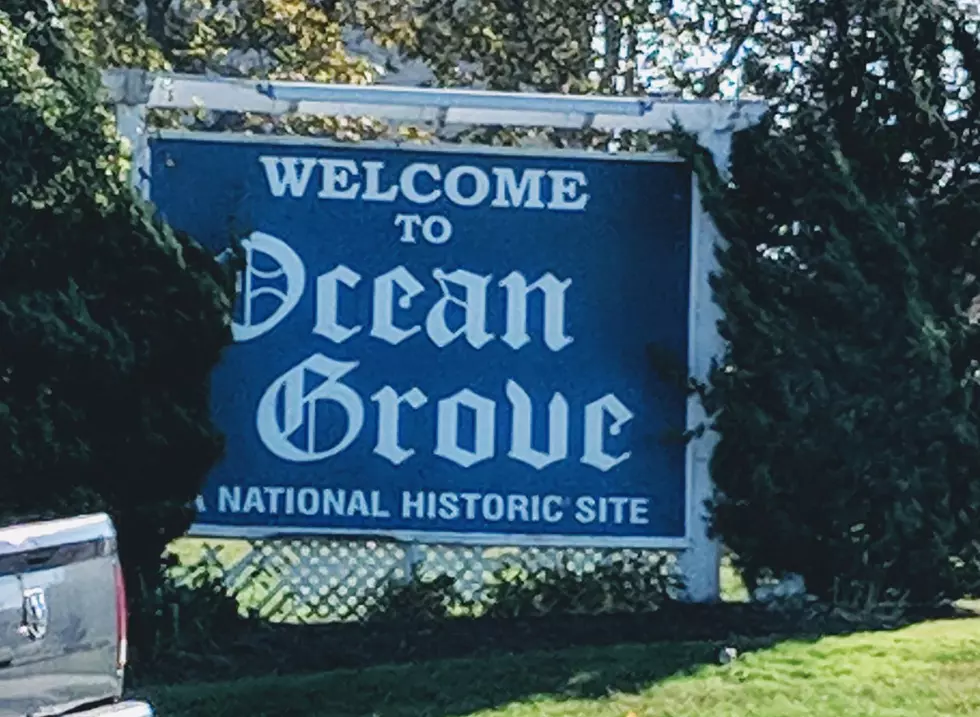 WELCOME
TO
Ocean
Grove
A NATIONAL HISTORIC SITE